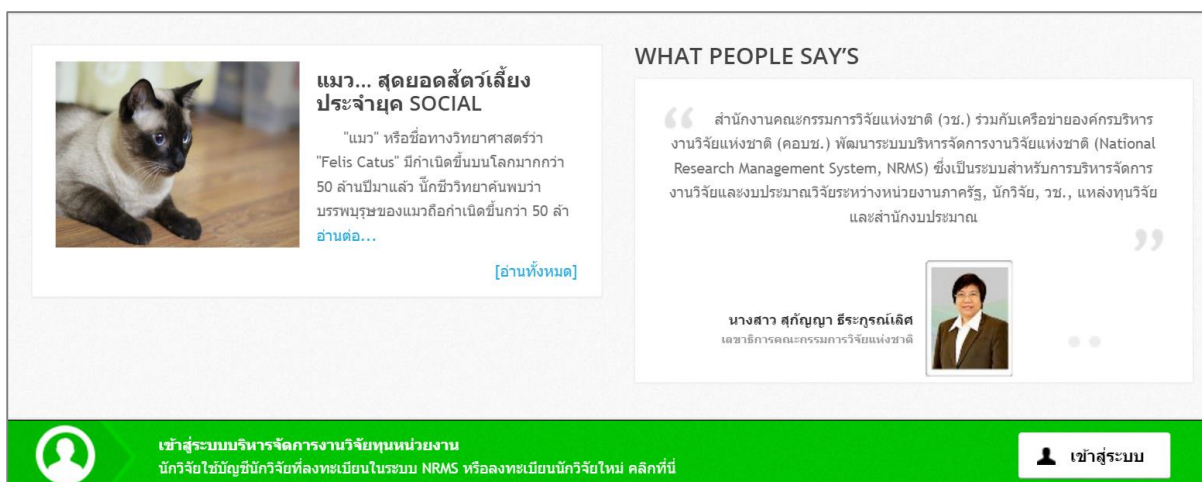 แมว... สุดยอดสัตว์เลี้ยง
ประจำยุค SOCIAL
"แมว" หรือชื่อทางวิทยาศาสตร์ว่า
"Felis Catus" มีกำเนิดขึ้นบนโลกมากกว่า
50 ล้านปีมาแล้ว นักชีววิทยาค้นพบว่า
บรรพบุรุษของแมวถือกำเนิดขึ้นกว่า 50 ล้า
อ่านต่อ...
[อ่านทั้งหมด]
WHAT PEOPLE SAY'S
“ สำนักงานคณะกรรมการวิจัยแห่งชาติ (วช.) ร่วมกับเครือข่ายองค์กรบริหาร
งานวิจัยแห่งชาติ (คอบช.) พัฒนาระบบบริหารจัดการงานวิจัยแห่งชาติ (National
Research Management System, NRMS) ซึ่งเป็นระบบสำหรับการบริหารจัดการ
งานวิจัยและงบประมาณวิจัยระหว่างหน่วยงานภาครัฐ, นักวิจัย, วช., แหล่งทุนวิจัย
และสำนักงบประมาณ
”
นางสาว สุกัญญา ธีระกูรณ์เลิศ
เลขาธิการคณะกรรมการวิจัยแห่งชาติ
เข้าสู่ระบบบริหารจัดการงานวิจัยทุนหน่วยงาน
นักวิจัยใช้บัญชีนักวิจัยที่ลงทะเบียนในระบบ NRMS หรือลงทะเบียนนักวิจัยใหม่ คลิกที่นี่
เข้าสู่ระบบ